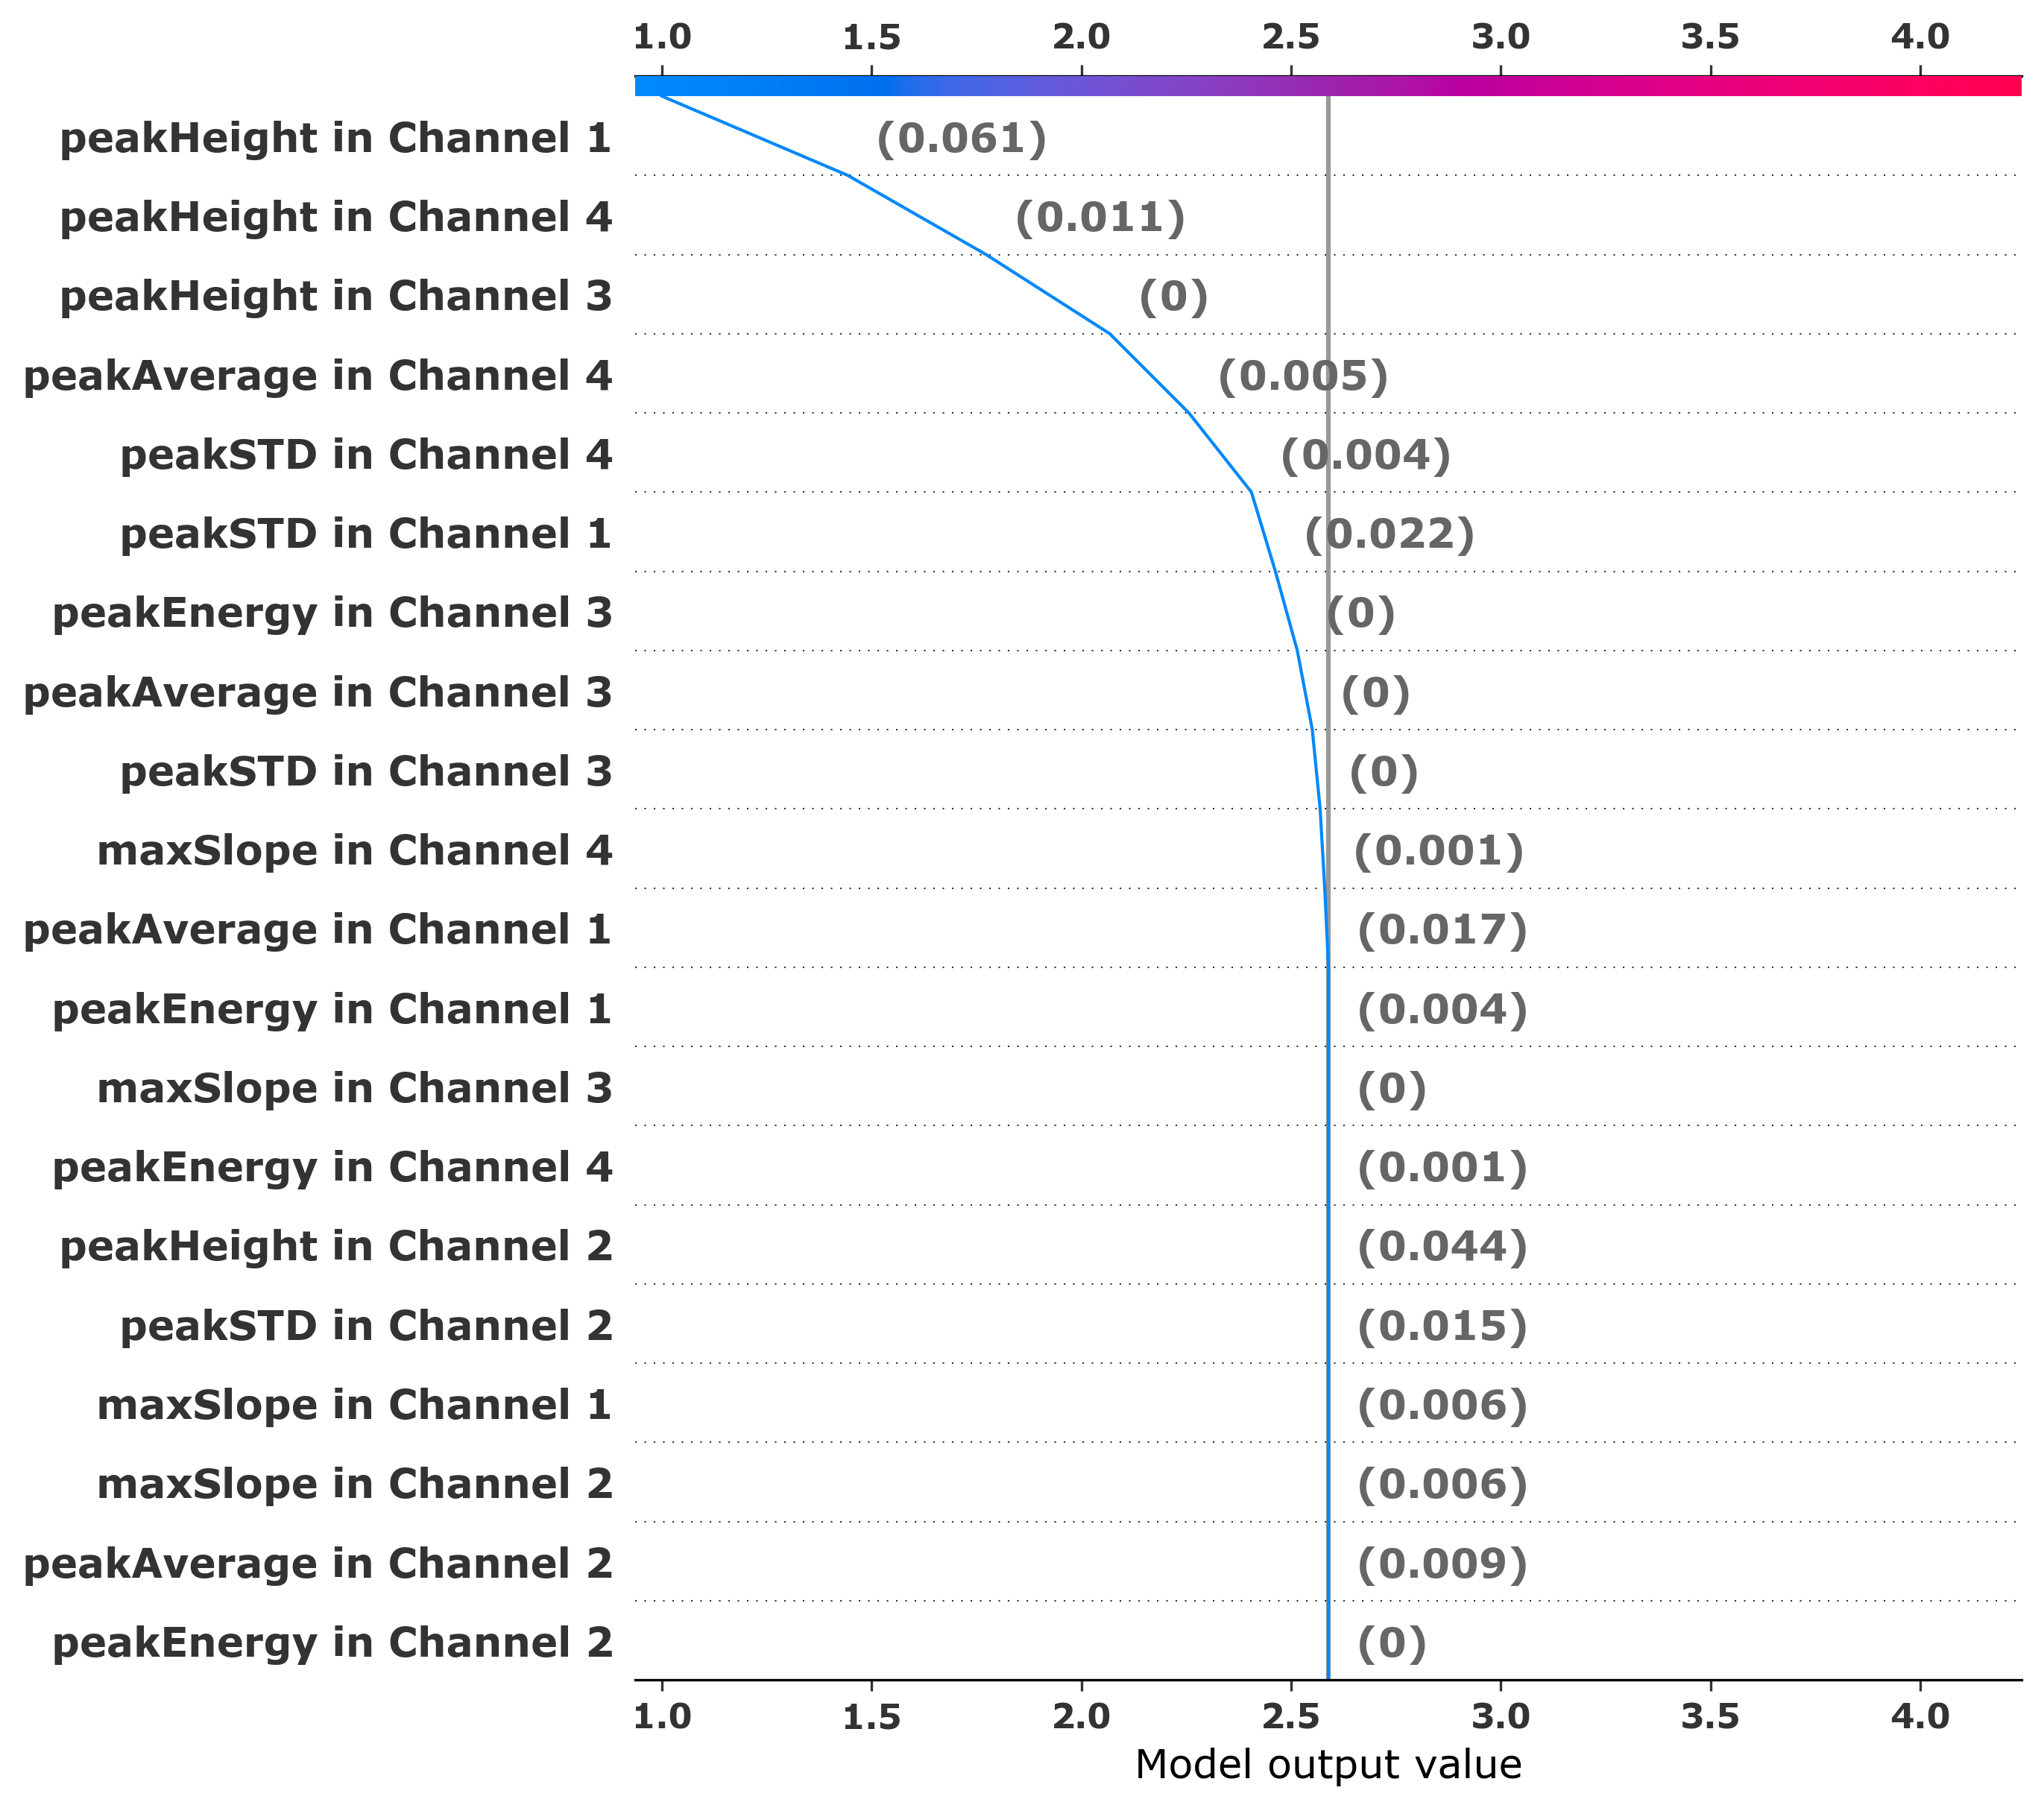 1.0 1.5 2.0 2.5 3.0 3.5 4.0
peakHeight in Channel 1 (0.061)
peakHeight in Channel 4 (0.011)
peakHeight in Channel 3 (0)
peakAverage in Channel 4 (0.005)
peakSTD in Channel 4 (0.004)
peakSTD in Channel 1 (0.022)
peakEnergy in Channel 3 (0)
peakAverage in Channel 3 (0)
peakSTD in Channel 3 (0)
maxSlope in Channel 4 (0.001)
peakAverage in Channel 1 (0.017)
peakEnergy in Channel 1 (0.004)
maxSlope in Channel 3 (0)
peakEnergy in Channel 4 (0.001)
peakHeight in Channel 2 (0.044)
peakSTD in Channel 2 (0.015)
maxSlope in Channel 1 (0.006)
maxSlope in Channel 2 (0.006)
peakAverage in Channel 2 (0.009)
peakEnergy in Channel 2 (0)
1.0 1.5 2.0 2.5 3.0 3.5 4.0
Model output value